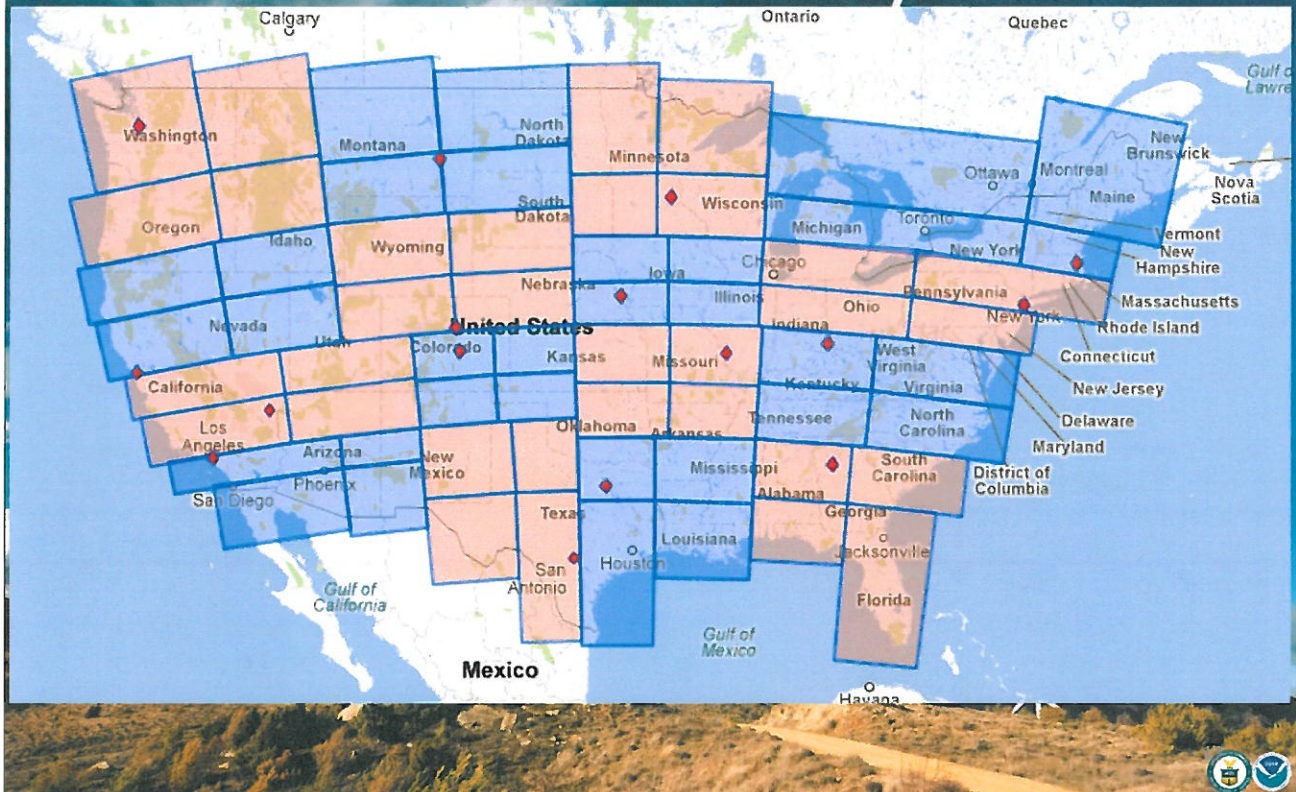 Calgary
Ontario
Quebec
Gulf o
Lawre
Washington
Montana
North
Dakota
Minnesota
New
Brunswick
Ottawa
Montreal
Maine
Nova
Scotia
Oregon
Idaho
Wyoming
South
Dakota
Wisconsin
Michigan
Toronto
New York
Vermont
New
Hampshire
Nebraska
Iowa
Chicago
Illinois
Ohio
Pennsylvania
Massachusetts
Nevada
Utah
United States
Indiana
New York
Rhode Island
Colorado
Kansas
Missouri
West
Virginia
Connecticut
California
Kentucky
Virginia
New Jersey
Los
Angeles
Oklahoma
Arkansas
Tennessee
North
Carolina
Delaware
Maryland
Arizona
New
Mexico
Mississippi
South
Carolina
District of
Columbia
San Diego
Phoenix
Alabama
Texas
Georgia
Louisiana
Houston
Jacksonville
San
Antonio
Gulf of
California
Florida
Gulf of
Mexico
Mexico
Havana